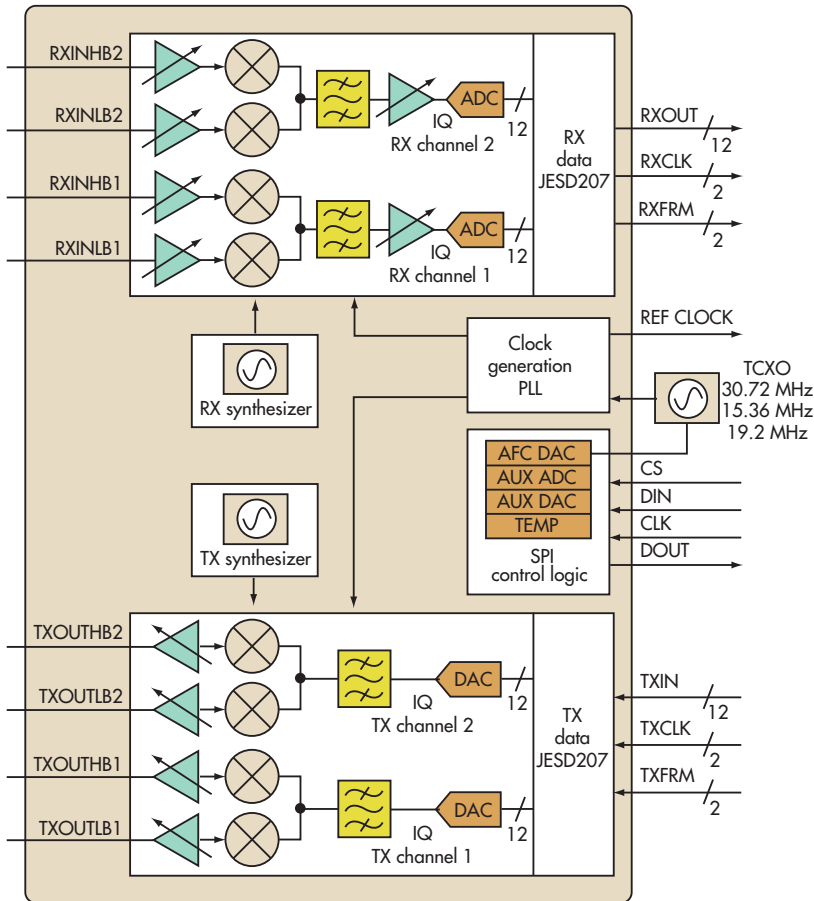 RXINHB2
RXINLB2
RXINHB1
RXINLB1
ADC
12
IQ
RX channel 2
ADC
12
IQ
RX channel 1
RX
data
JESD207
RXOUT
12
RXCLK
2
RXFRM
2
RX synthesizer
Clock
generation
PLL
REF CLOCK
TCXO
30.72 MHz
15.36 MHz
19.2 MHz
AFC DAC
AUX ADC
AUX DAC
TEMP
SPI
control logic
CS
DIN
CLK
DOUT
TX synthesizer
TXOUTHB2
TXOUTLB2
TXOUTHB1
TXOUTLB1
DAC
12
IQ
TX channel 2
DAC
12
IQ
TX channel 1
TX
data
JESD207
TXIN
12
TXCLK
2
TXFRM
2